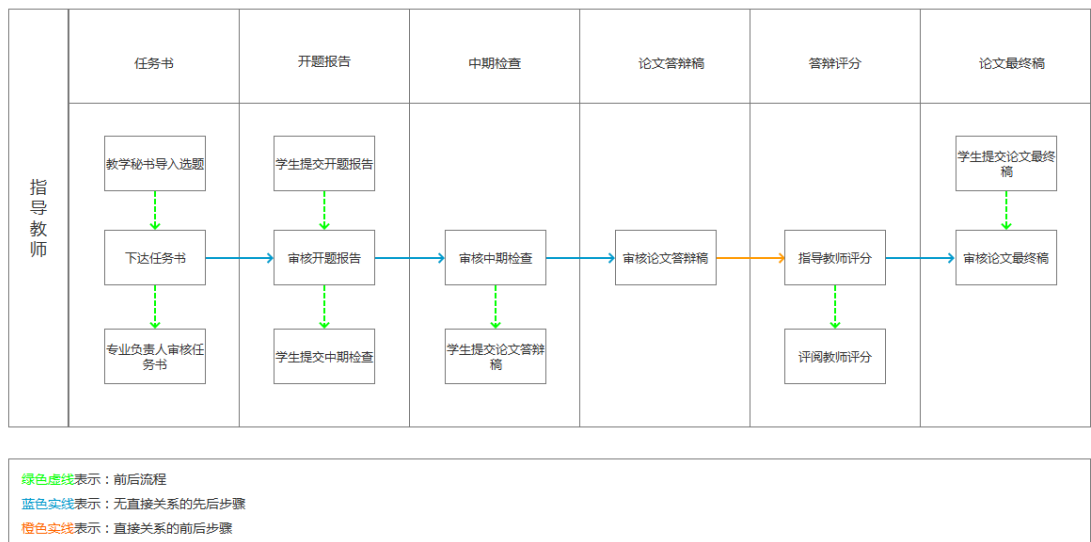 任务书
开题报告
中期检查
论文答辩稿
答辩评分
论文最终稿
指
导
教
师
教学秘书导入选题
学生提交开题报告
学生提交论文最终
稿
下达任务书
审核开题报告
审核中期检查
审核论文答辩稿
指导教师评分
审核论文最终稿
专业负责人审核任
务书
学生提交中期检查
学生提交论文答辩
稿
评阅教师评分
绿色虚线表示：前后流程
蓝色实线表示：无直接关系的先后步骤
橙色实线表示：直接关系的前后步骤